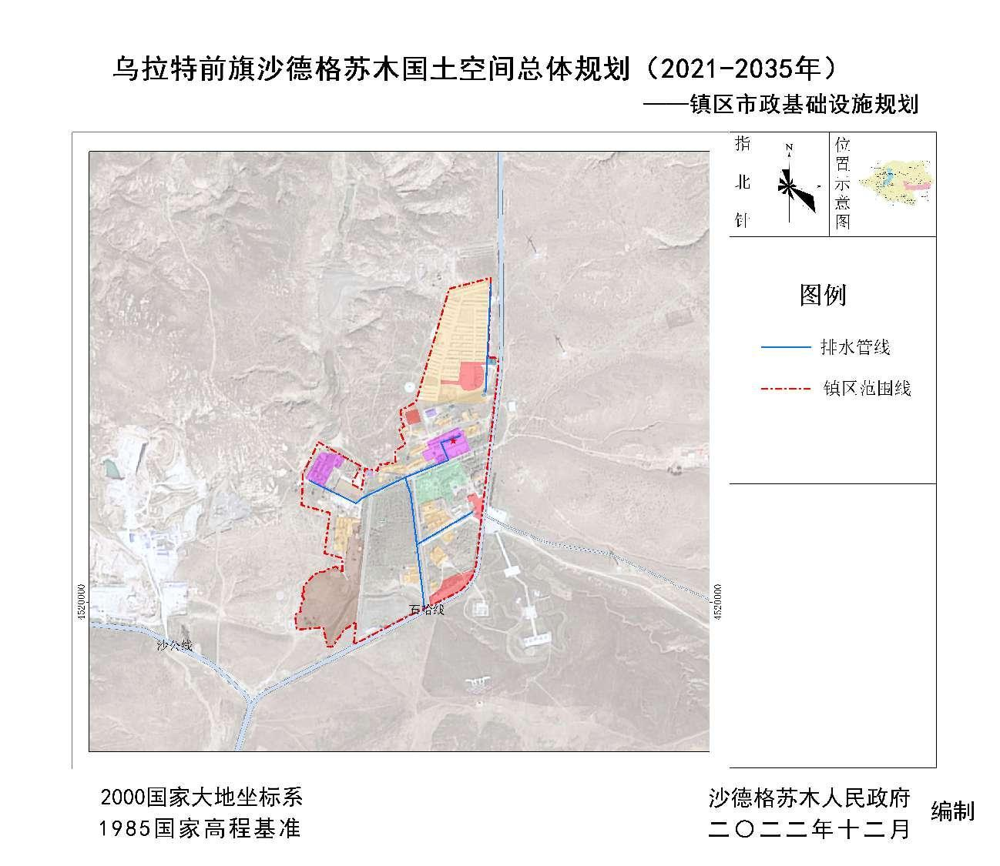 乌拉特前旗沙德格苏木国土空间总体规划（2021-2035年）
——镇区市政基础设施规划
指北针
N
位置示意图
图例
排水管线
镇区范围线
4520000
4520000
石哈线
沙公线
2000国家大地坐标系
1985国家高程基准
沙德格苏木人民政府
二〇二二年十二月
编制